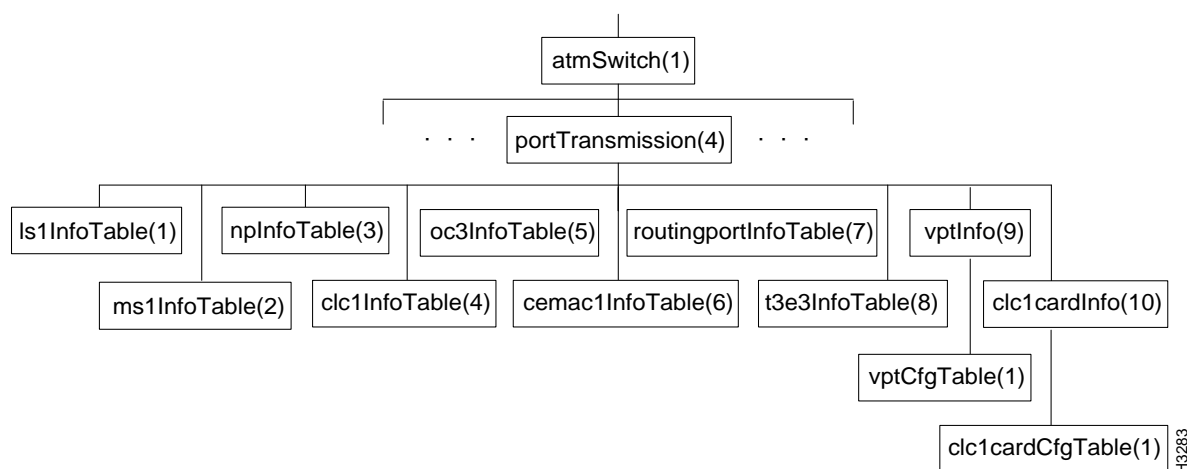 atmSwitch(1)
. . . portTransmission(4) . . .
ls1InfoTable(1) npInfoTable(3) oc3InfoTable(5) routingportInfoTable(7) vptInfo(9)
ms1InfoTable(2) clc1InfoTable(4) cemac1InfoTable(6) t3e3InfoTable(8) clc1cardInfo(10)
vptCfgTable(1)
clc1cardCfgTable(1)